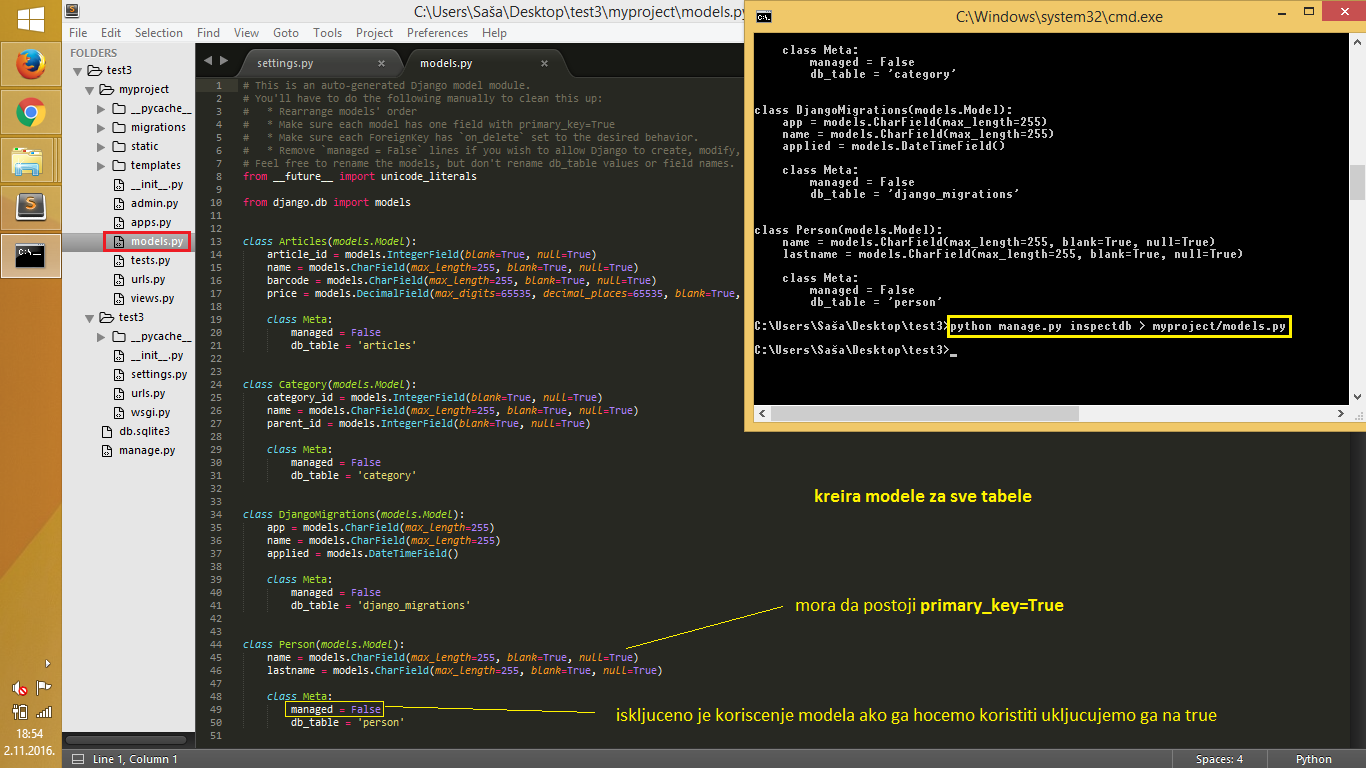 C:\Users\Saša\Desktop\test3\myproject\models.py
File Edit Selection Find View Goto Tools Project Preferences Help
FOLDERS
test3
myproject
__pycache__
migrations
static
templates
__init__.py
admin.py
apps.py
models.py
tests.py
urls.py
views.py
test3
__pycache__
__init__.py
settings.py
urls.py
wsgi.py
db.sqlite3
manage.py
settings.py × models.py ×
1 # This is an auto-generated Django model module.
2 # You'll have to do the following manually to clean this up:
3 #   * Rearrange models' order
4 #   * Make sure each model has one field with primary_key=True
5 #   * Make sure each ForeignKey has `on_delete` set to the desired behavior.
6 #   * Remove `managed = False` lines if you wish to allow Django to create, modify,
7 # Feel free to rename the models, but don't rename db_table values or field names.
8 from __future__ import unicode_literals
9
10 from django.db import models
11
12
13 class Articles(models.Model):
14     article_id = models.IntegerField(blank=True, null=True)
15     name = models.CharField(max_length=255, blank=True, null=True)
16     barcode = models.CharField(max_length=255, blank=True, null=True)
17     price = models.DecimalField(max_digits=65535, decimal_places=65535, blank=True,
18
19     class Meta:
20         managed = False
21         db_table = 'articles'
22
23
24 class Category(models.Model):
25     category_id = models.IntegerField(blank=True, null=True)
26     name = models.CharField(max_length=255, blank=True, null=True)
27     parent_id = models.IntegerField(blank=True, null=True)
28
29     class Meta:
30         managed = False
31         db_table = 'category'
32
33
34 class DjangoMigrations(models.Model):
35     app = models.CharField(max_length=255)
36     name = models.CharField(max_length=255)
37     applied = models.DateTimeField()
38
39     class Meta:
40         managed = False
41         db_table = 'django_migrations'
42
43
44 class Person(models.Model):
45     name = models.CharField(max_length=255, blank=True, null=True)
46     lastname = models.CharField(max_length=255, blank=True, null=True)
47
48     class Meta:
49         managed = False
50         db_table = 'person'
51
C:\Windows\system32\cmd.exe
    class Meta:
        managed = False
        db_table = 'category'
class DjangoMigrations(models.Model):
    app = models.CharField(max_length=255)
    name = models.CharField(max_length=255)
    applied = models.DateTimeField()
    class Meta:
        managed = False
        db_table = 'django_migrations'
class Person(models.Model):
    name = models.CharField(max_length=255, blank=True, null=True)
    lastname = models.CharField(max_length=255, blank=True, null=True)
    class Meta:
        managed = False
        db_table = 'person'
C:\Users\Saša\Desktop\test3>python manage.py inspectdb > myproject/models.py
C:\Users\Saša\Desktop\test3>_
kreira modele za sve tabele
mora da postoji primary_key=True
iskljuceno je koriscenje modela ako ga hocemo koristiti ukljucujemo ga na true
18:54
2.11.2016.
Line 1, Column 1
Spaces: 4
Python